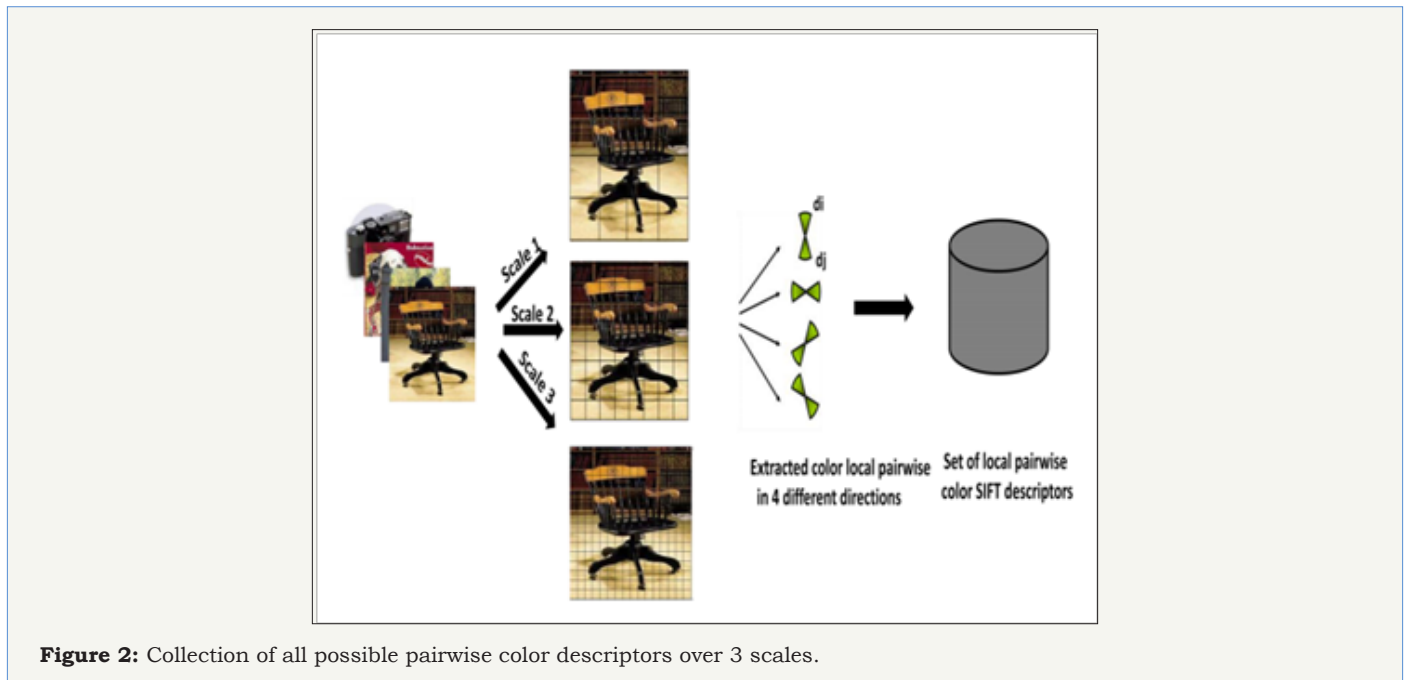 Scale 1
Scale 2
Scale 3
di
dj
Extracted color local pairwise
in 4 different directions
Set of local pairwise
color SIFT descriptors
Figure 2: Collection of all possible pairwise color descriptors over 3 scales.